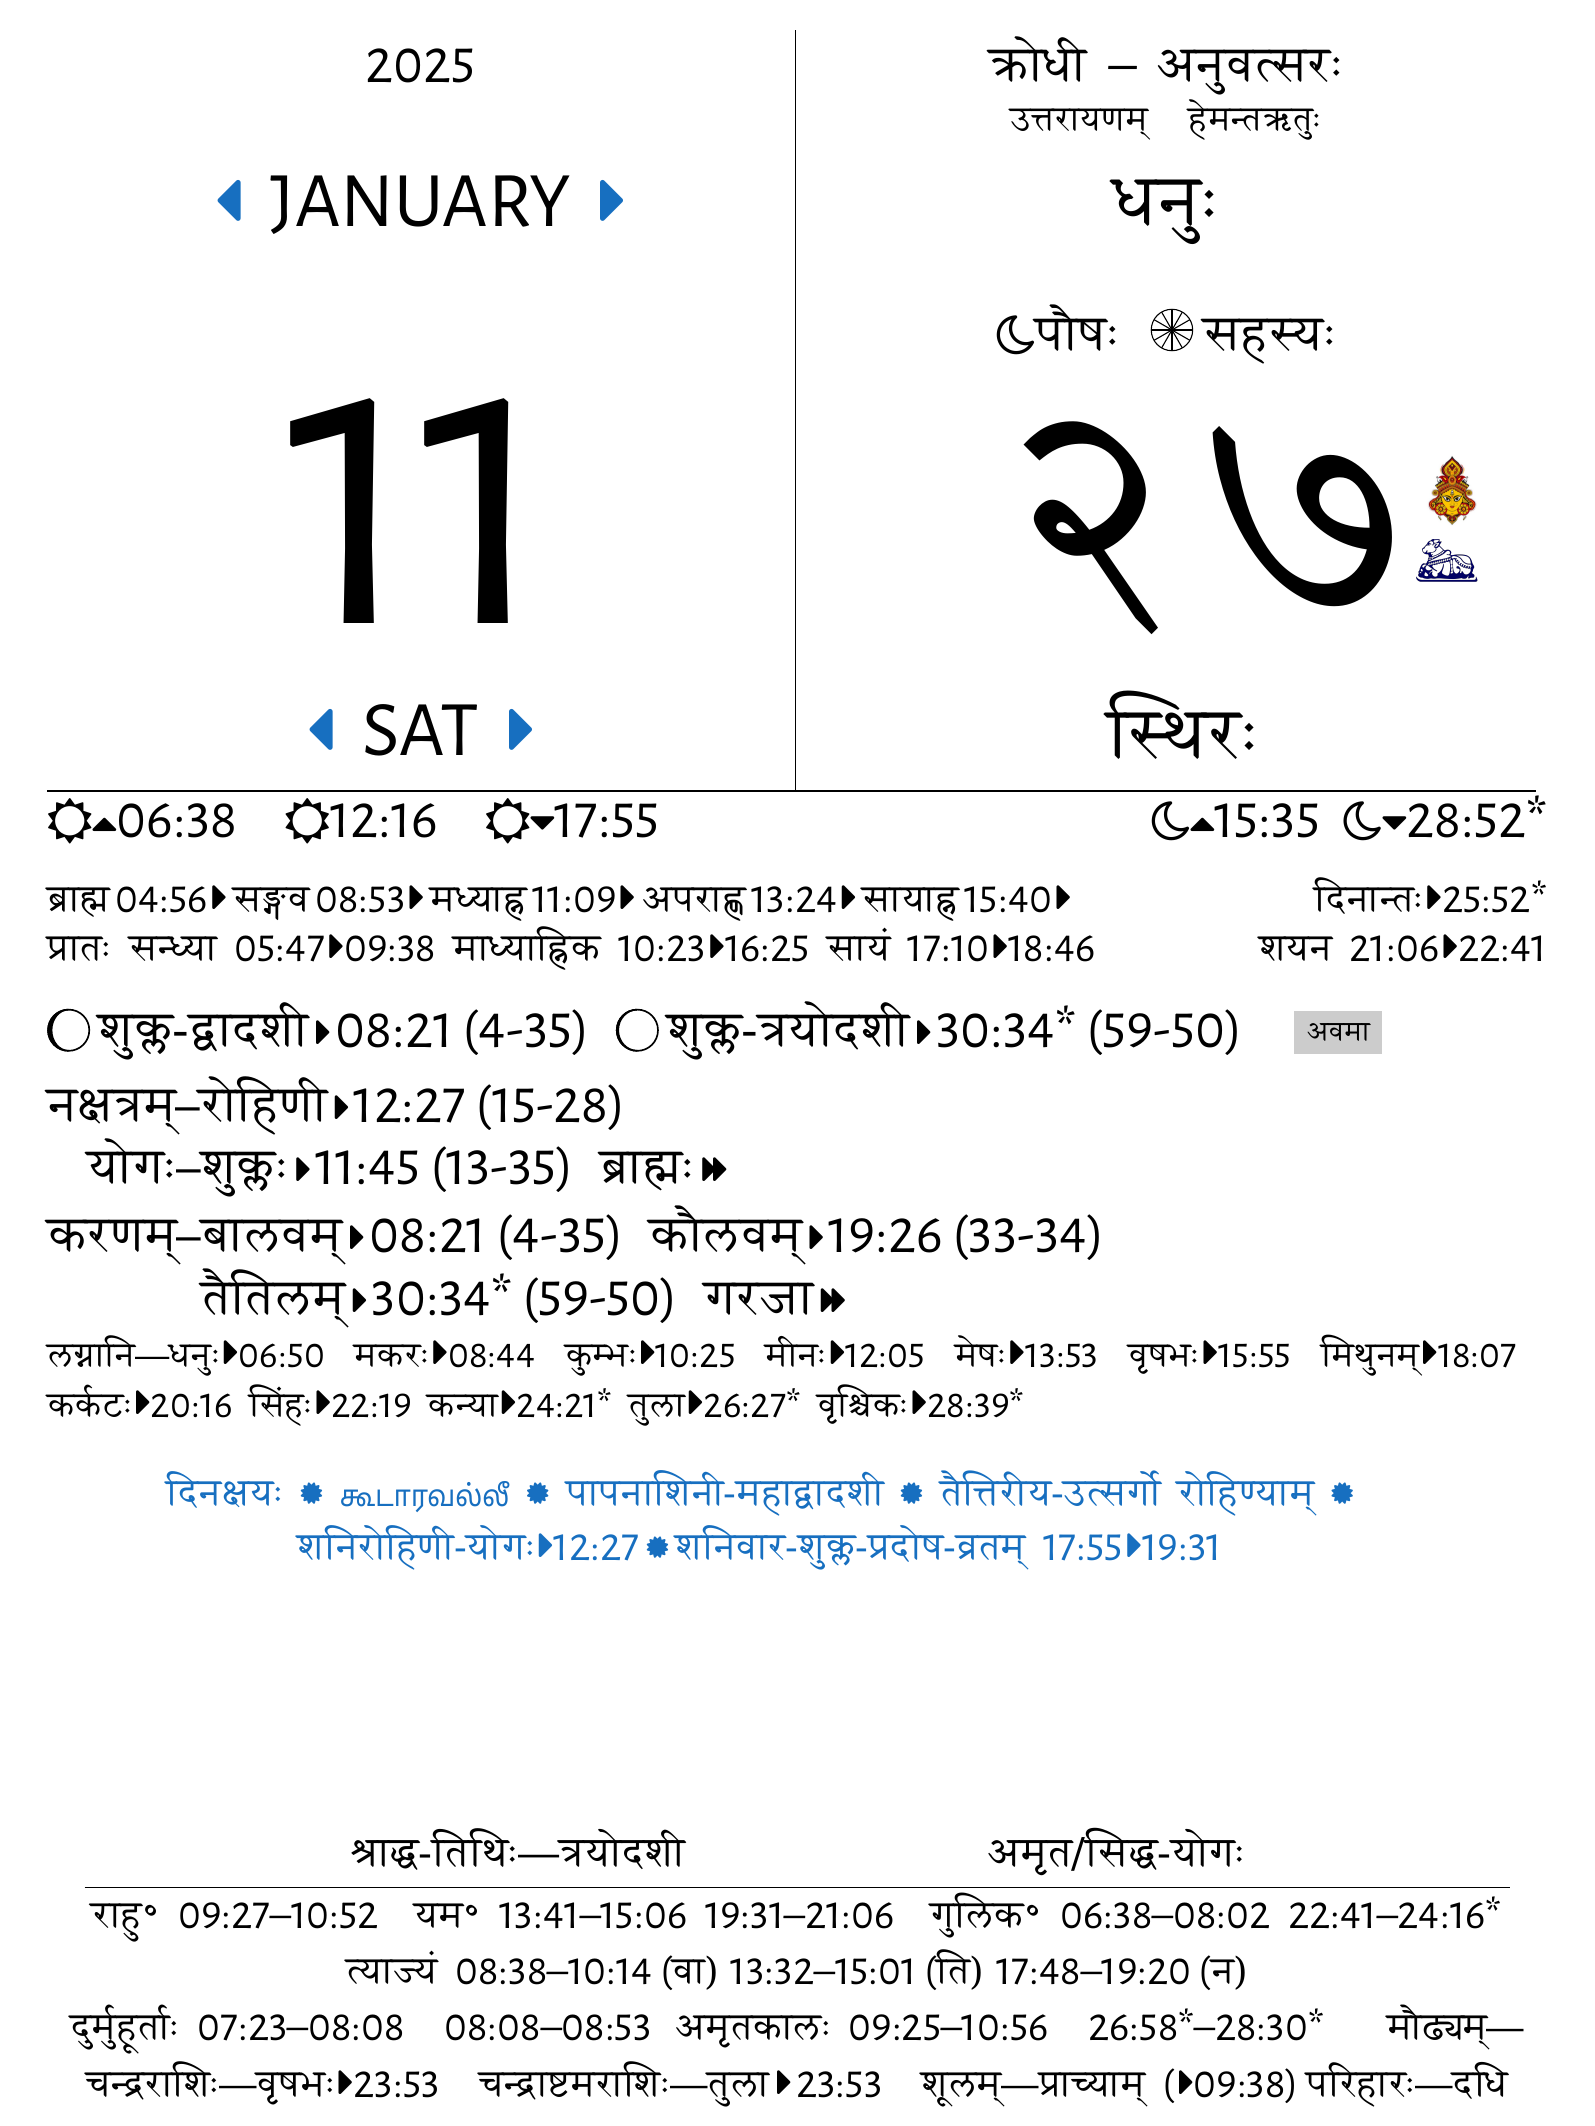 2025
JANUARY
11
SAT
क्रोधी – अनुवत्सरः
उत्तरायणम् हेमन्तऋतुः
धनुः
पौषः सहस्यः
२७
स्थिरः
06:38 12:16 17:55 15:35 28:52*
ब्राह्म 04:56 सङ्गव 08:53 मध्याह्न 11:09 अपराह्ण 13:24 सायाह्न 15:40 दिनान्तः 25:52*
प्रातः सन्ध्या 05:47 09:38 माध्याह्निक 10:23 16:25 सायं 17:10 18:46 शयन 21:06 22:41
शुक्ल-द्वादशी 08:21 (4-35) शुक्ल-त्रयोदशी 30:34* (59-50) अवमा
नक्षत्रम्–रोहिणी 12:27 (15-28)
योगः–शुक्लः 11:45 (13-35) ब्राह्मः
करणम्–बालवम् 08:21 (4-35) कौलवम् 19:26 (33-34)
तैतिलम् 30:34* (59-50) गरजा
लग्नानि—धनुः 06:50 मकरः 08:44 कुम्भः 10:25 मीनः 12:05 मेषः 13:53 वृषभः 15:55 मिथुनम् 18:07
कर्कटः 20:16 सिंहः 22:19 कन्या 24:21* तुला 26:27* वृश्चिकः 28:39*
दिनक्षयः ✹ கூடாரவல்லீ ✹ पापनाशिनी-महाद्वादशी ✹ तैत्तिरीय-उत्सर्गो रोहिण्याम् ✹
शनिरोहिणी-योगः 12:27 ✹ शनिवार-शुक्ल-प्रदोष-व्रतम् 17:55 19:31
श्राद्ध-तिथिः—त्रयोदशी अमृत/सिद्ध-योगः
राहु° 09:27–10:52 यम° 13:41–15:06 19:31–21:06 गुलिक° 06:38–08:02 22:41–24:16*
त्याज्यं 08:38–10:14 (वा) 13:32–15:01 (ति) 17:48–19:20 (न)
दुर्मुहूर्ताः 07:23–08:08 08:08–08:53 अमृतकालः 09:25–10:56 26:58*–28:30* मौढ्यम्—
चन्द्रराशिः—वृषभः 23:53 चन्द्राष्टमराशिः—तुला 23:53 शूलम्—प्राच्याम् (09:38) परिहारः—दधि